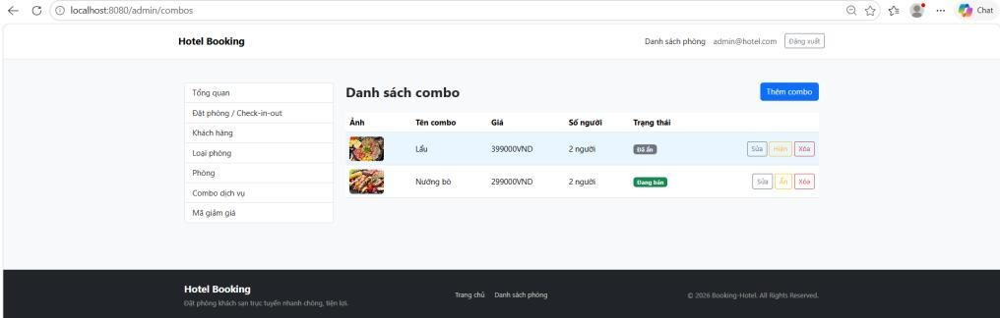 localhost:8080/admin/combos
Chat
Hotel Booking
Danh sách phòng admin@hotel.com Đăng xuất
Tổng quan
Đặt phòng / Check-in-out
Khách hàng
Loại phòng
Phòng
Combo dịch vụ
Mã giảm giá
Danh sách combo
Thêm combo
Ảnh Tên combo Giá Số người Trạng thái
Lẩu 399000VND 2 người Đã ẩn Sửa Hiện Xóa
Nướng bò 299000VND 2 người Đang bán Sửa Ẩn Xóa
Hotel Booking
Đặt phòng khách sạn trực tuyến nhanh chóng, tiện lợi.
Trang chủ Danh sách phòng
© 2026 Booking-Hotel. All Rights Reserved.